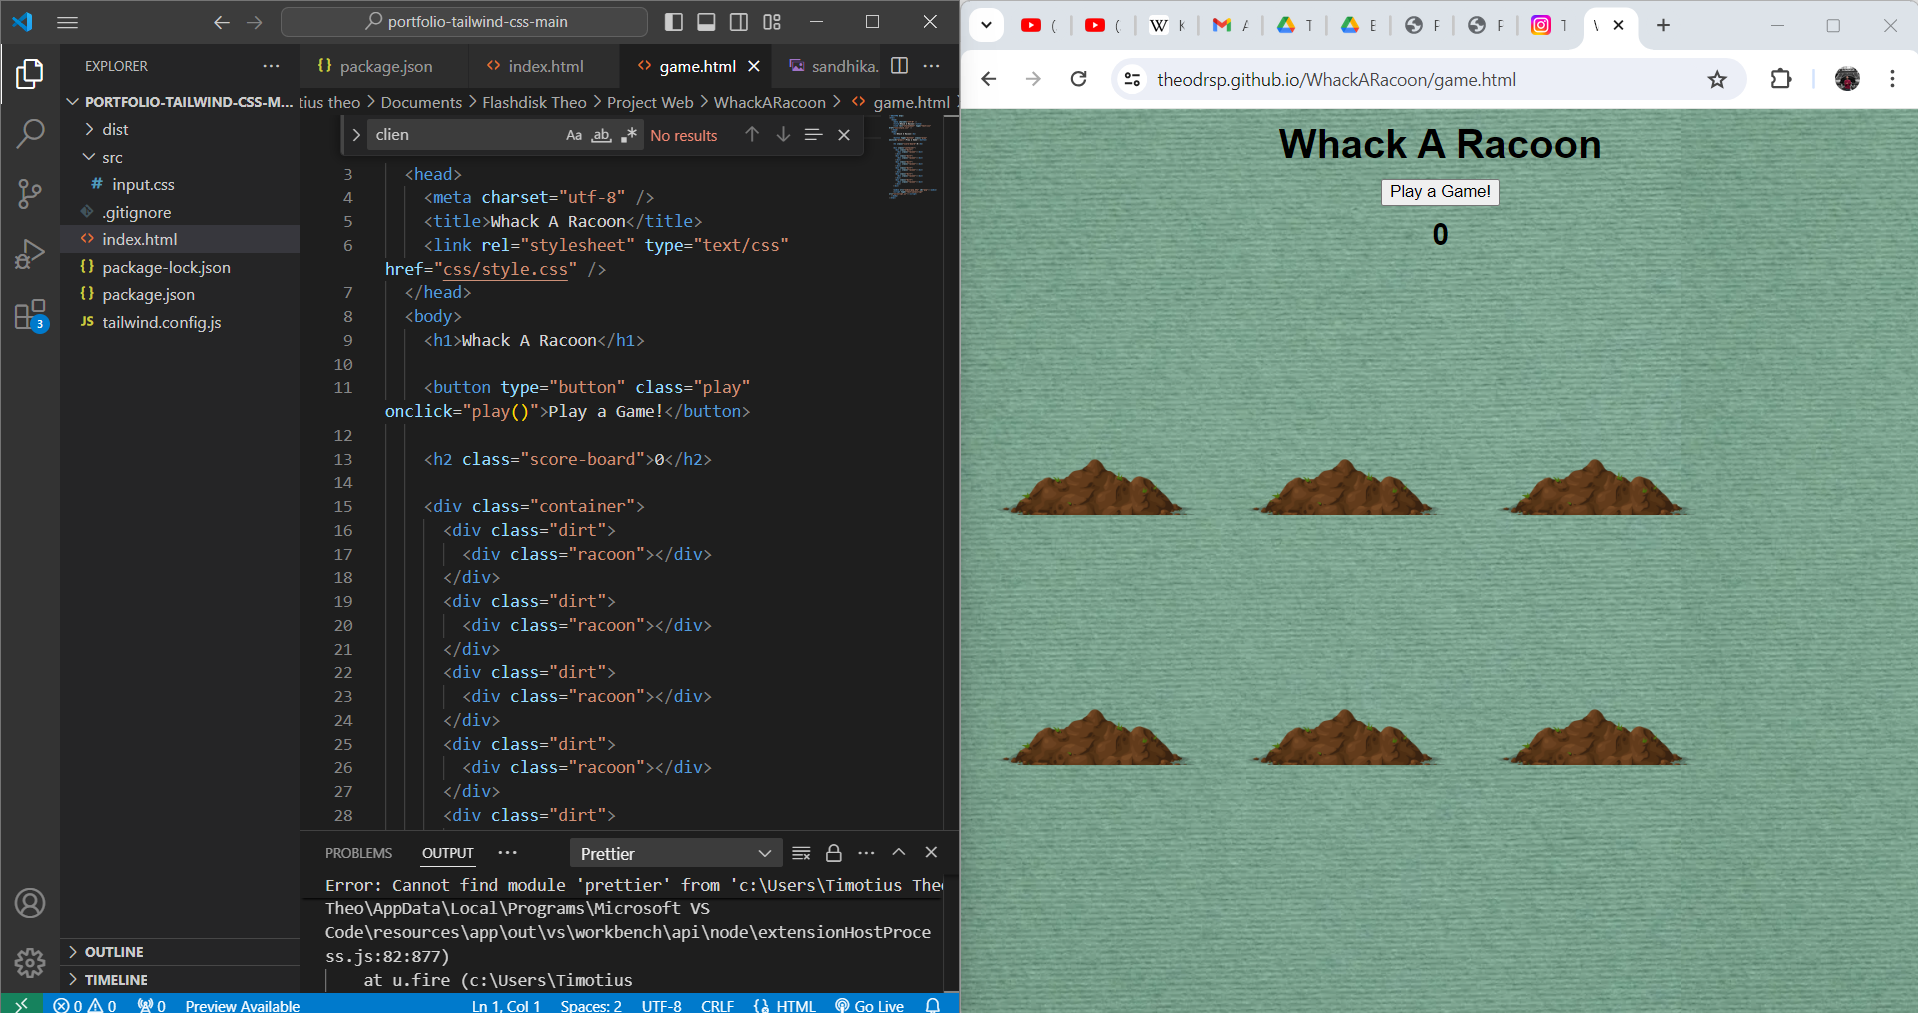 portfolio-tailwind-css-main
EXPLORER
PORTFOLIO-TAILWIND-CSS-M...
dist
src
# input.css
.gitignore
<> index.html
{} package-lock.json
{} package.json
JS tailwind.config.js
OUTLINE
TIMELINE
3
{} package.json
<> index.html
<> game.html
sandhika.
tius theo > Documents > Flashdisk Theo > Project Web > WhackARacoon > <> game.html
clien
Aa
ab
No results
3 <head>
4 <meta charset="utf-8" />
5 <title>Whack A Racoon</title>
6 <link rel="stylesheet" type="text/css"
href="css/style.css" />
7 </head>
8 <body>
9 <h1>Whack A Racoon</h1>
10
11 <button type="button" class="play"
onclick="play()">Play a Game!</button>
12
13 <h2 class="score-board">0</h2>
14
15 <div class="container">
16 <div class="dirt">
17 <div class="racoon"></div>
18 </div>
19 <div class="dirt">
20 <div class="racoon"></div>
21 </div>
22 <div class="dirt">
23 <div class="racoon"></div>
24 </div>
25 <div class="dirt">
26 <div class="racoon"></div>
27 </div>
28 <div class="dirt">
PROBLEMS
OUTPUT
Prettier
Error: Cannot find module 'prettier' from 'c:\Users\Timotius Theo
Theo\AppData\Local\Programs\Microsoft VS
Code\resources\app\out\vs\workbench\api\node\extensionHostProce
ss.js:82:877)
at u.fire (c:\Users\Timotius
0 0 0 Preview Available Ln 1, Col 1 Spaces: 2 UTF-8 CRLF {} HTML Go Live
( ( W K A T E F F T \
theodrsp.github.io/WhackARacoon/game.html
Whack A Racoon
Play a Game!
0